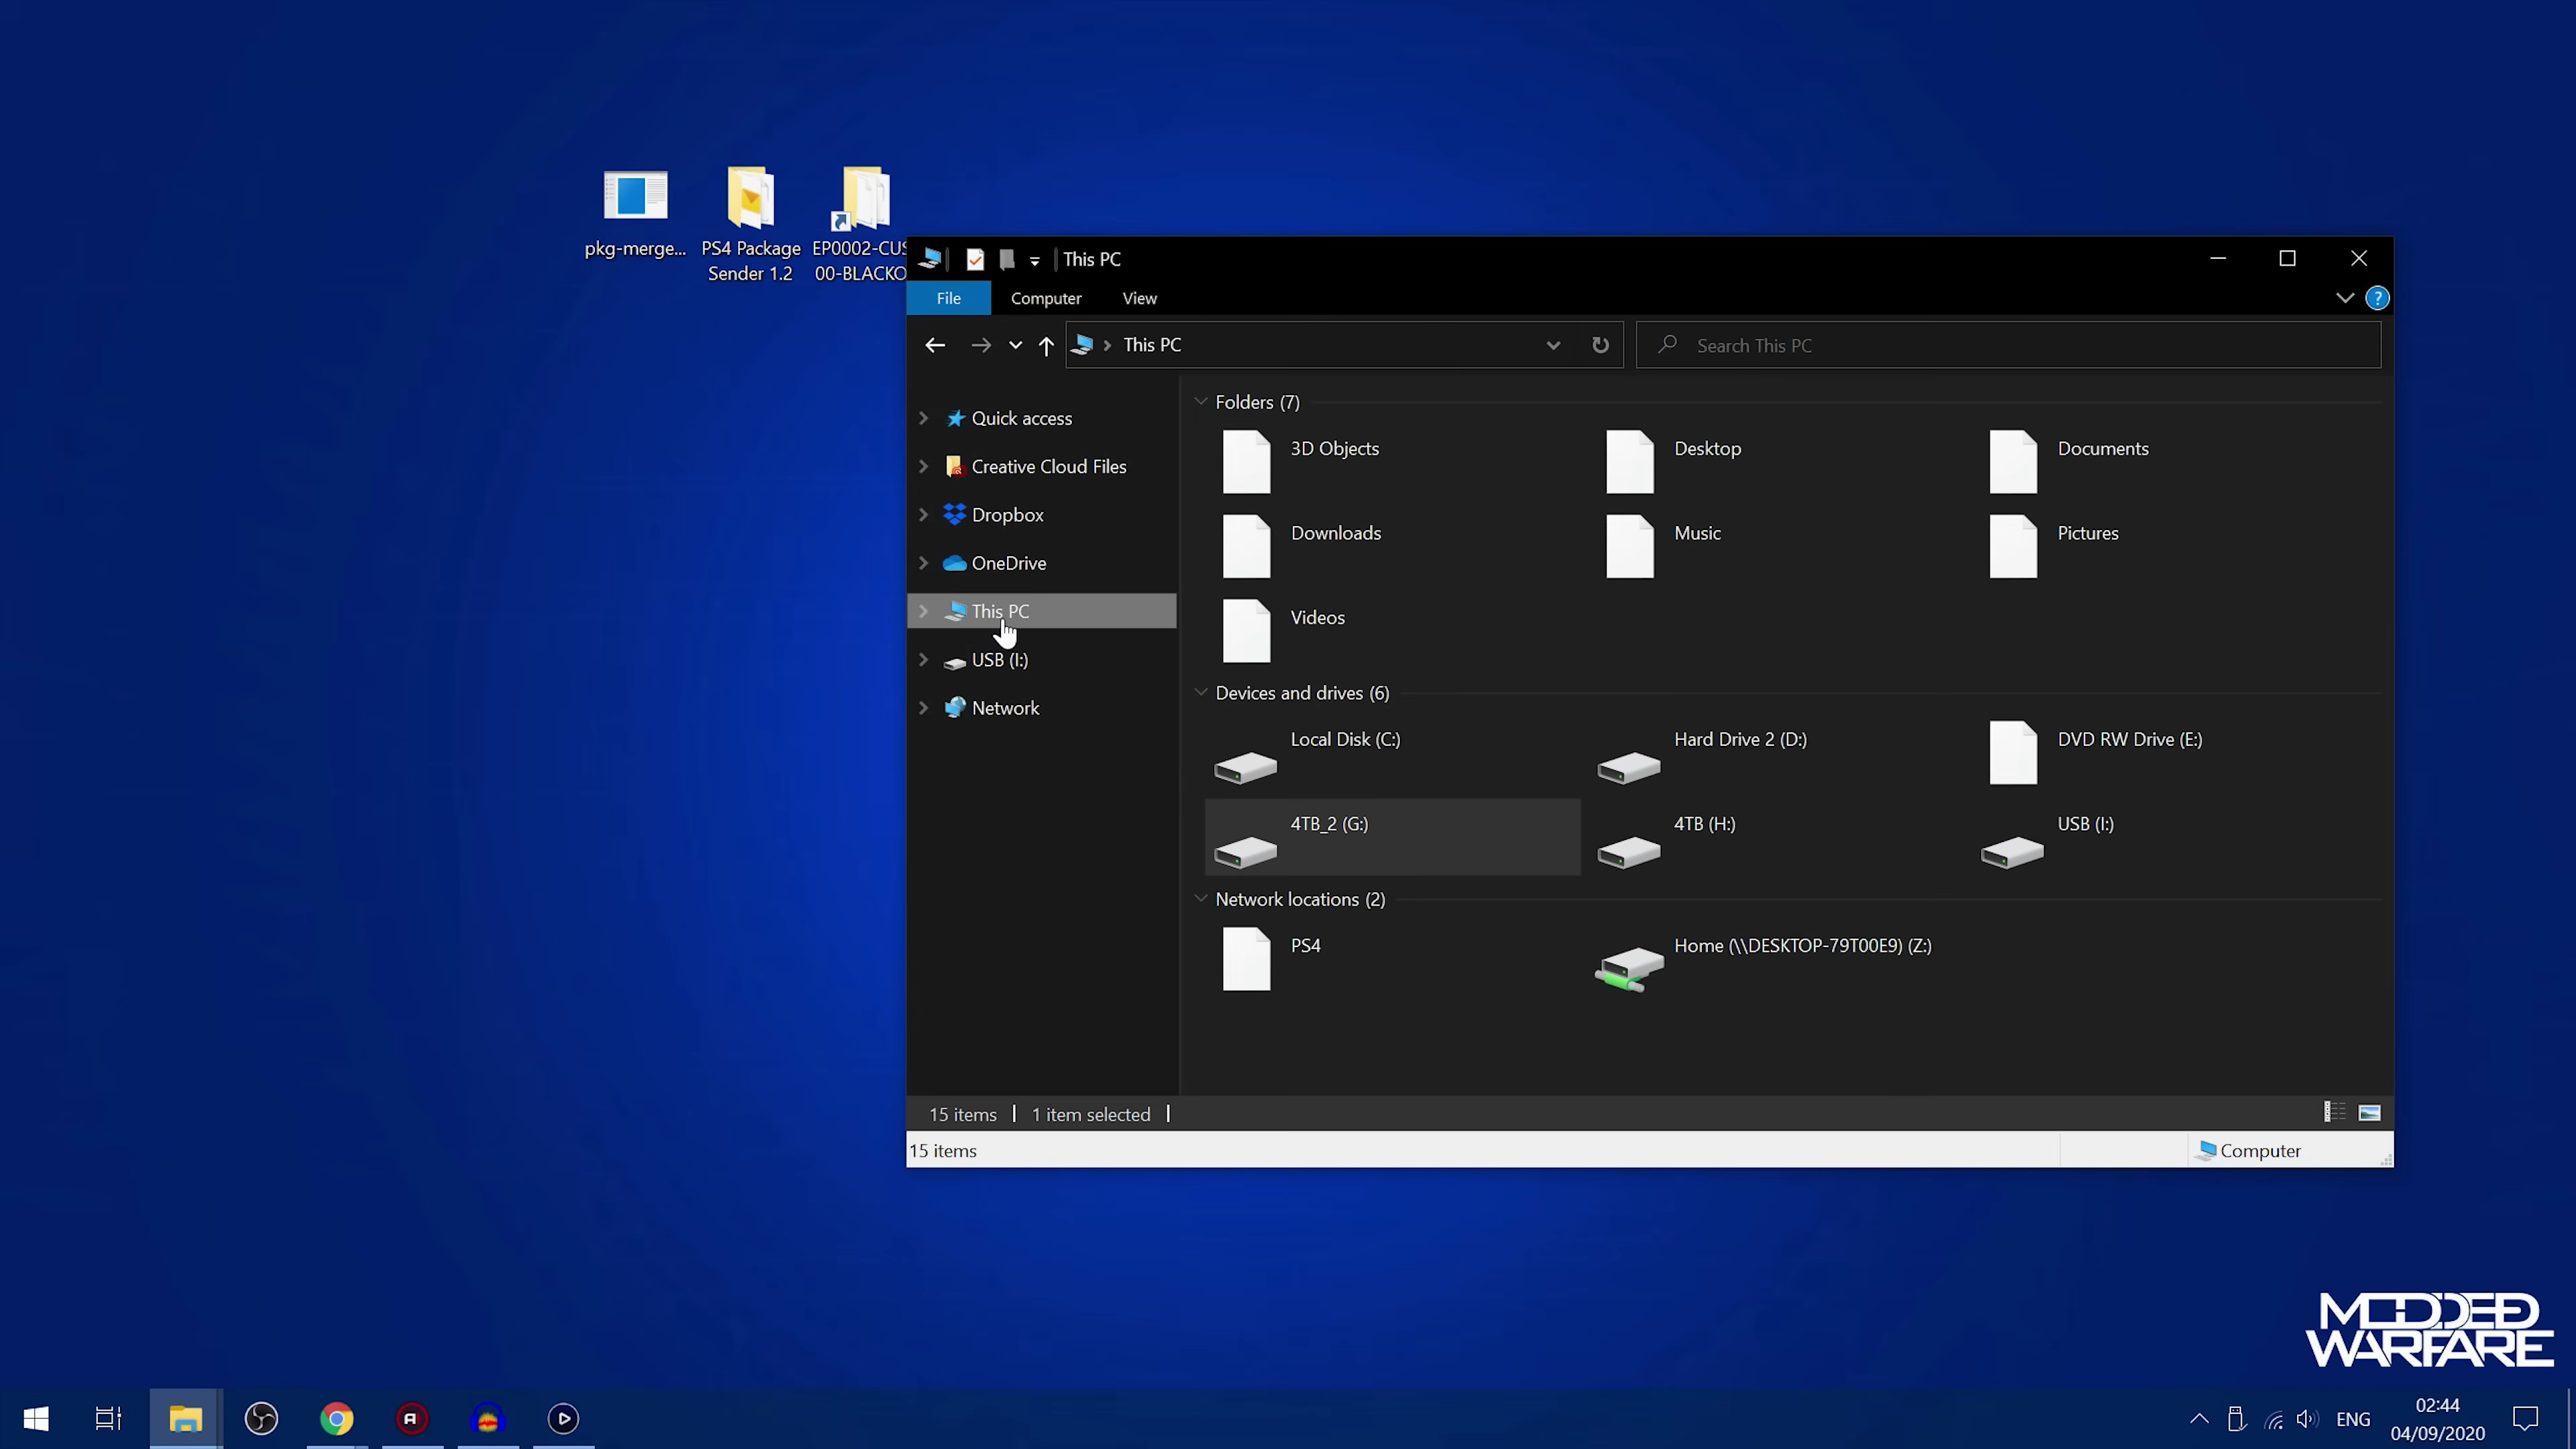 pkg-merge...
PS4 Package
Sender 1.2
EP0002-CUS
00-BLACKO
This PC
File
Computer
View
This PC
Search This PC
Quick access
Creative Cloud Files
Dropbox
OneDrive
This PC
USB (I:)
Network
Folders (7)
3D Objects
Desktop
Documents
Downloads
Music
Pictures
Videos
Devices and drives (6)
Local Disk (C:)
Hard Drive 2 (D:)
DVD RW Drive (E:)
4TB_2 (G:)
4TB (H:)
USB (I:)
Network locations (2)
PS4
Home (\\DESKTOP-79T00E9) (Z:)
15 items
1 item selected
15 items
Computer
MODDED
WARFARE
ENG
02:44
04/09/2020